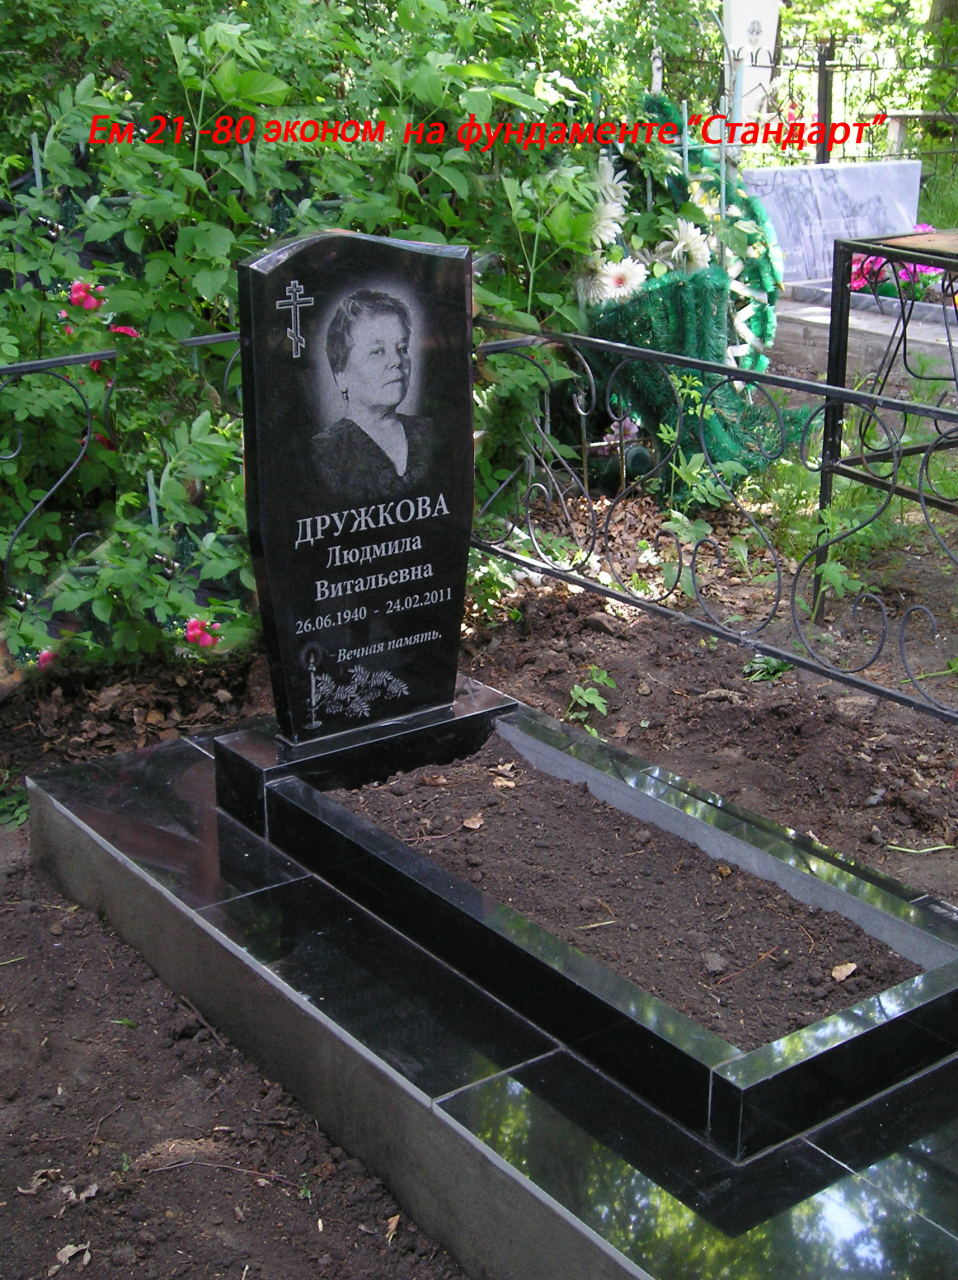 Ем 21 -80 эконом на фундаменте “Стандарт”
ДРУЖКОВА
Людмила
Витальевна
26.06.1940 - 24.02.2011
Вечная память.